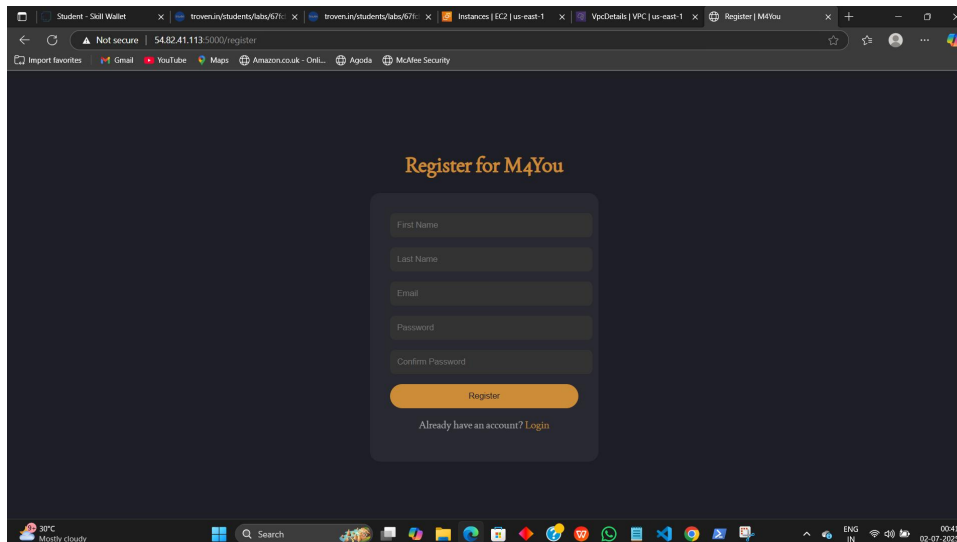 Student - Skill Wallet
troven.in/students/labs/67fc
troven.in/students/labs/67fc
Instances | EC2 | us-east-1
VpcDetails | VPC | us-east-1
Register | M4You
Not secure
54.82.41.113:5000/register
Import favorites
Gmail
YouTube
Maps
Amazon.co.uk - Onli...
Agoda
McAfee Security
Register for M4You
First Name
Last Name
Email
Password
Confirm Password
Register
Already have an account? Login
9+
30°C
Mostly cloudy
Search
ENG
IN
00:41
02-07-2025